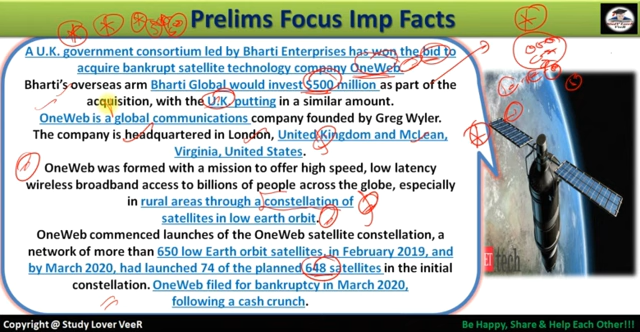 Prelims Focus Imp Facts
A U.K. government consortium led by Bharti Enterprises has won the bid to
acquire bankrupt satellite technology company OneWeb.
Bharti's overseas arm Bharti Global would invest $500 million as part of the
acquisition, with the U.K putting in a similar amount.
OneWeb is a global communications company founded by Greg Wyler.
The company is headquartered in London, United Kingdom and McLean,
Virginia, United States.
OneWeb was formed with a mission to offer high speed, low latency
wireless broadband access to billions of people across the globe, especially
in rural areas through a constellation of
satellites in low earth orbit.
OneWeb commenced launches of the OneWeb satellite constellation, a
network of more than 650 low Earth orbit satellites, in February 2019, and
by March 2020, had launched 74 of the planned 648 satellites in the initial
constellation. OneWeb filed for bankruptcy in March 2020,
following a cash crunch.
ET tech
Copyright @ Study Lover VeeR
Be Happy, Share & Help Each Other!!!